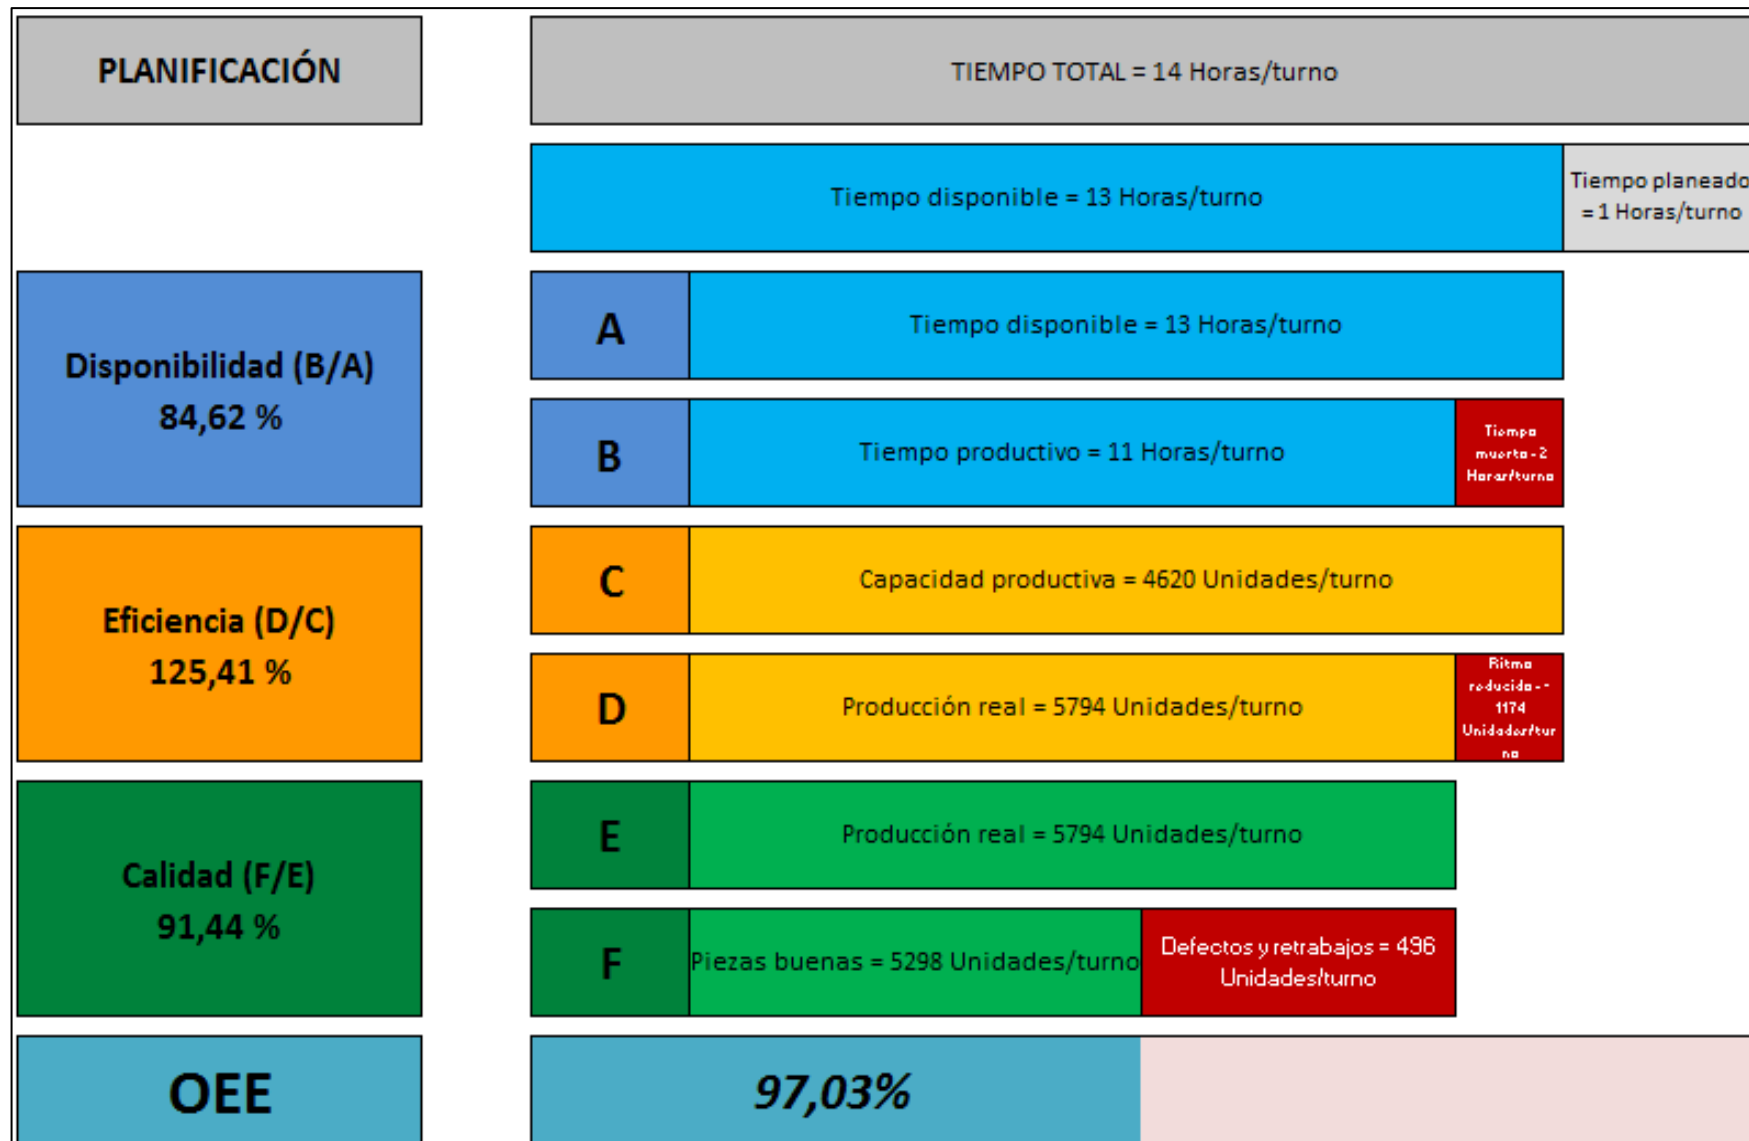 PLANIFICACIÓN
TIEMPO TOTAL = 14 Horas/turno
Tiempo disponible = 13 Horas/turno
Tiempo planeado
= 1 Horas/turno
Disponibilidad (B/A)
84,62 %
A
Tiempo disponible = 13 Horas/turno
B
Tiempo productivo = 11 Horas/turno
Tiempo
muerto - 2
Horas/turno
Eficiencia (D/C)
125,41 %
C
Capacidad productiva = 4620 Unidades/turno
D
Producción real = 5794 Unidades/turno
Ritmo
reducido - -
1174
Unidades/tur
no
Calidad (F/E)
91,44 %
E
Producción real = 5794 Unidades/turno
F
Piezas buenas = 5298 Unidades/turno
Defectos y retrabajos = 496
Unidades/turno
OEE
97,03%